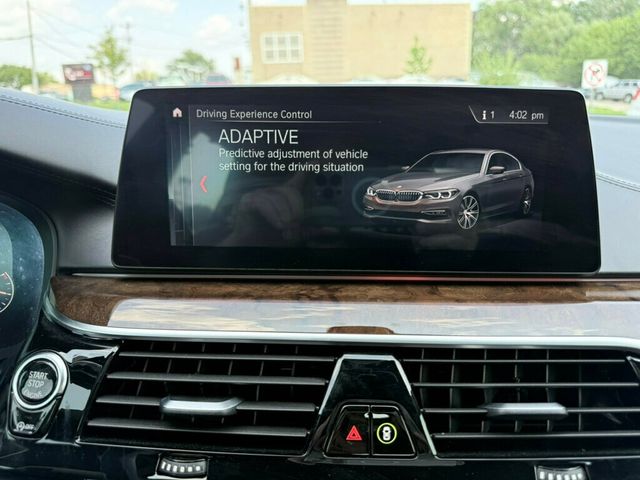 Driving Experience Control
1 4:02 pm
ADAPTIVE
Predictive adjustment of vehicle
setting for the driving situation
START
STOP
OFF